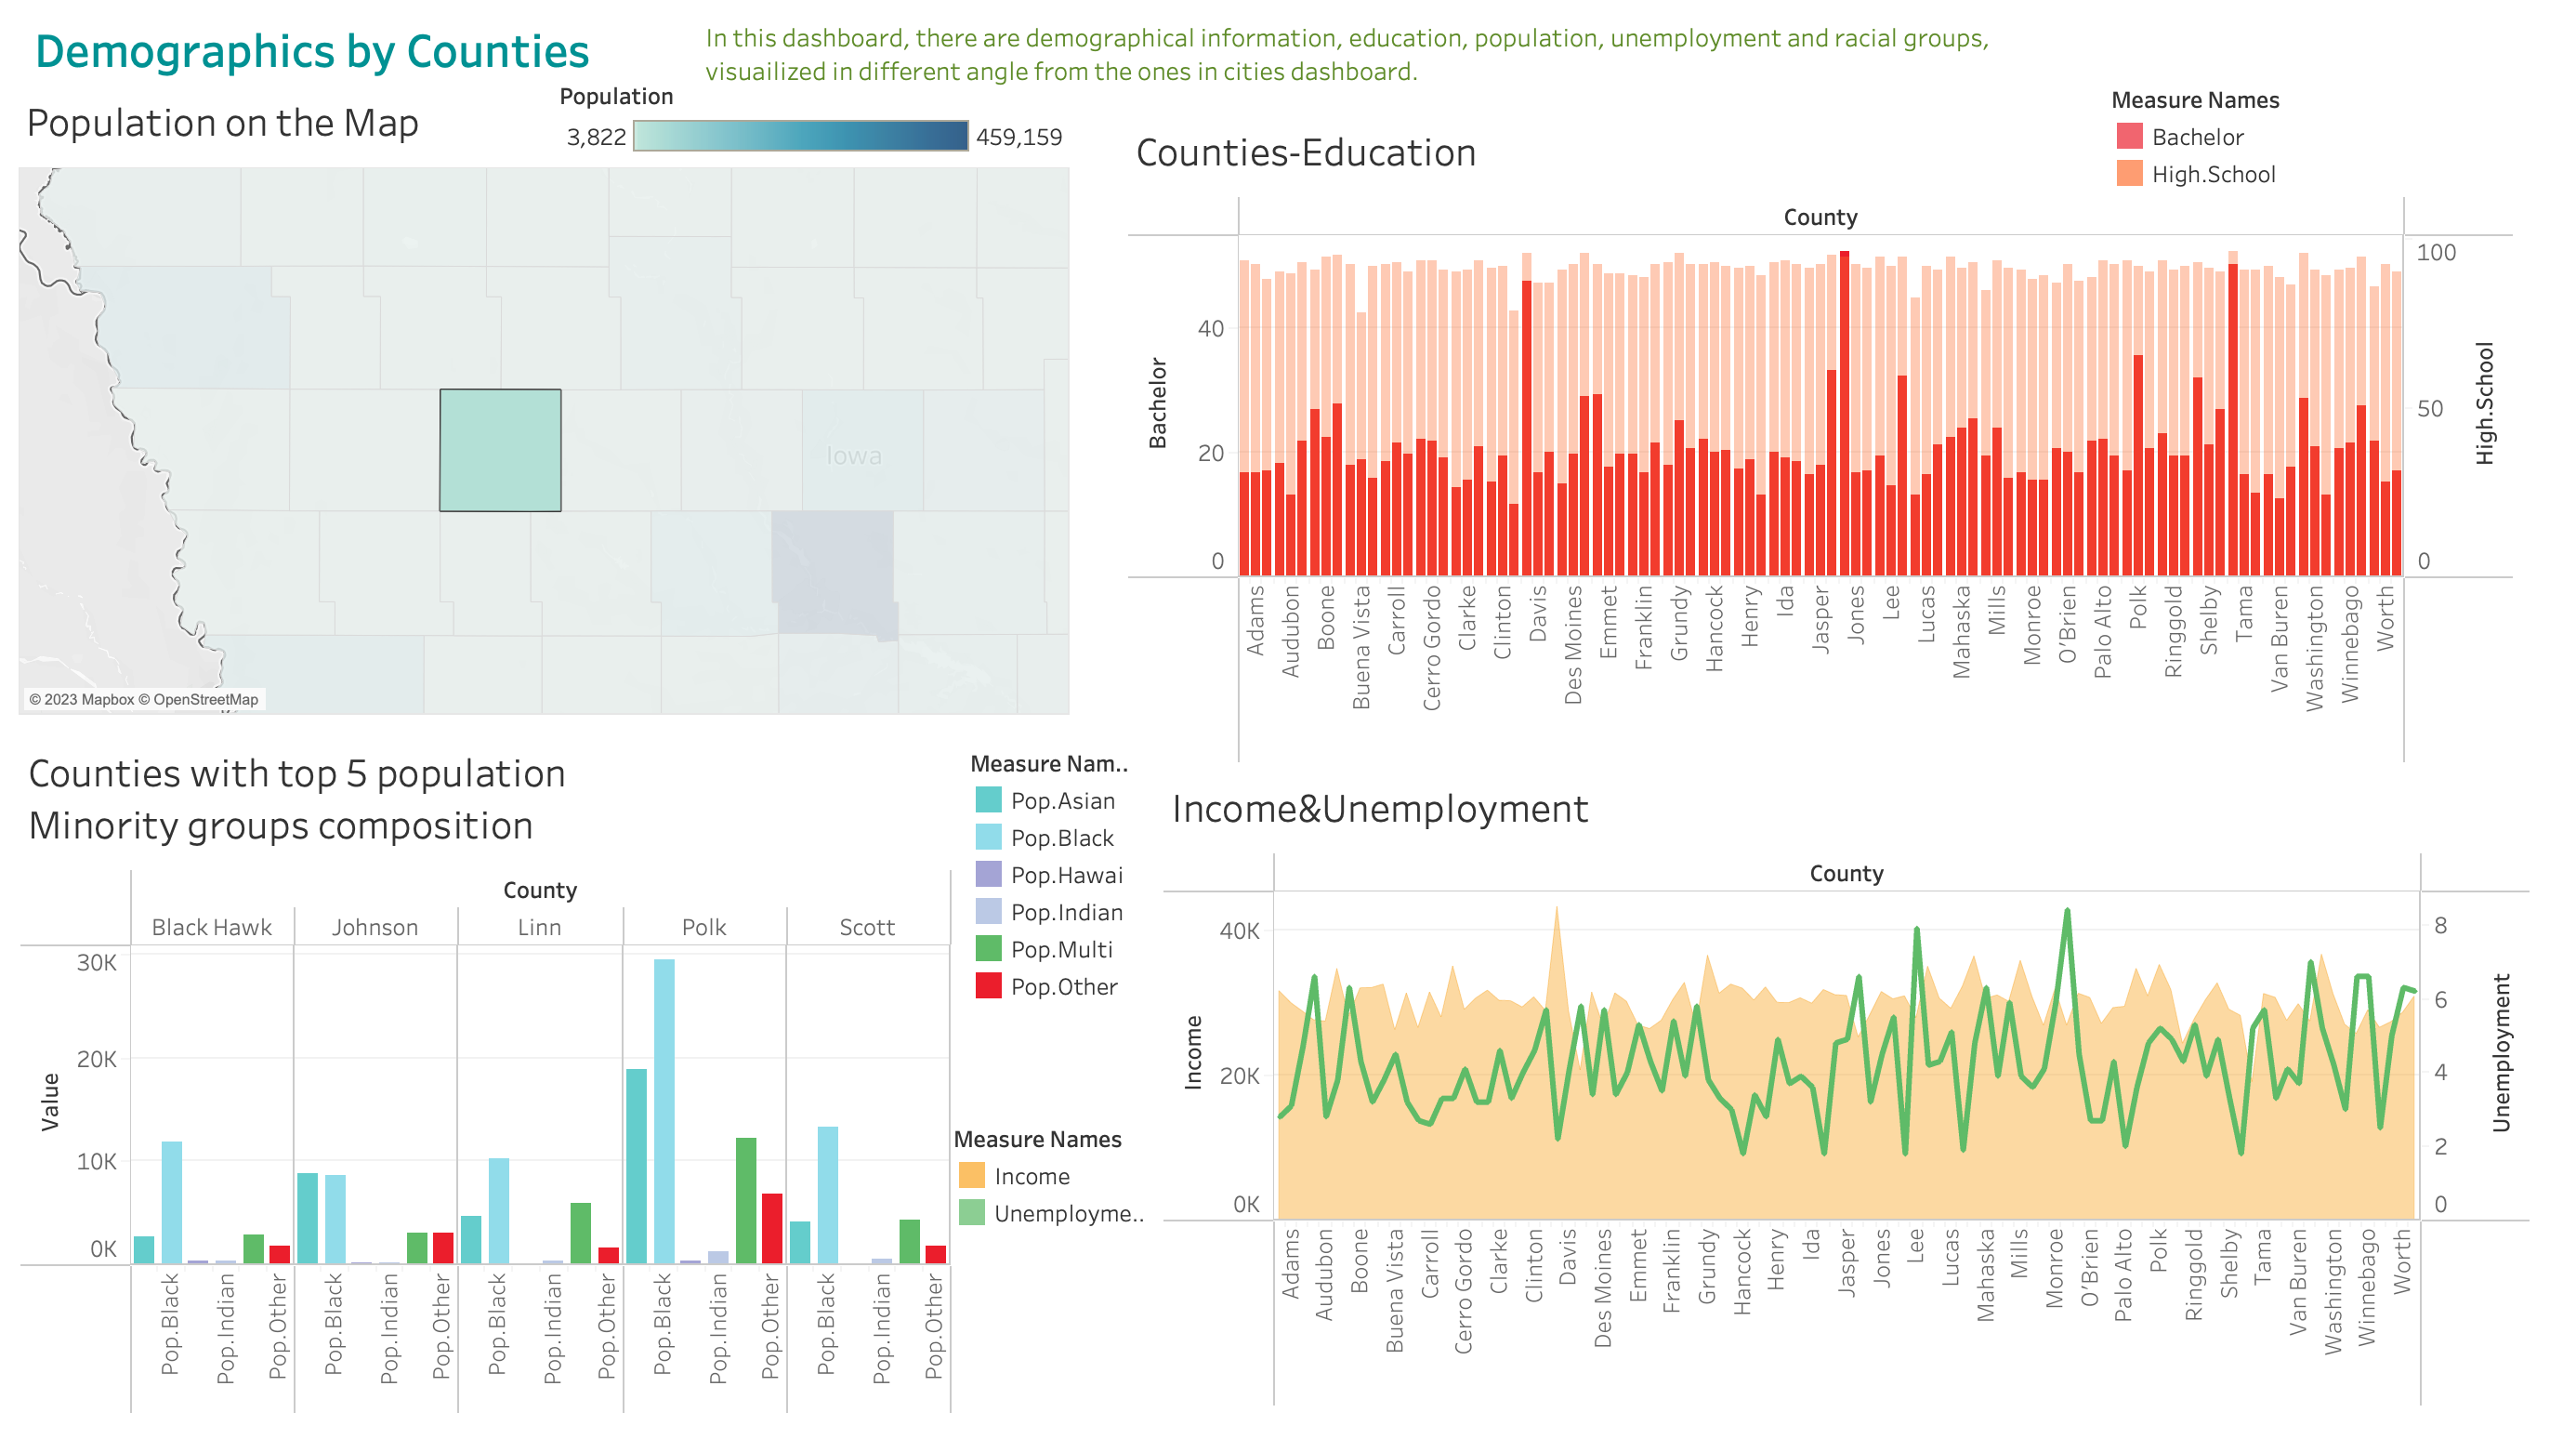 Demographics by Counties
In this dashboard, there are demographical information, education, population, unemployment and racial groups,
visuailized in different angle from the ones in cities dashboard.
Population on the Map
Population
3,822
459,159
Iowa
© 2023 Mapbox © OpenStreetMap
Counties-Education
Measure Names
Bachelor
High.School
County
Bachelor
40
20
0
100
50
0
High.School
Adams
Audubon
Boone
Buena Vista
Carroll
Cerro Gordo
Clarke
Clinton
Davis
Des Moines
Emmet
Franklin
Grundy
Hancock
Henry
Ida
Jasper
Jones
Lee
Lucas
Mahaska
Mills
Monroe
O'Brien
Palo Alto
Polk
Ringgold
Shelby
Tama
Van Buren
Washington
Winnebago
Worth
Counties with top 5 population
Minority groups composition
Measure Nam..
Pop.Asian
Pop.Black
Pop.Hawai
Pop.Indian
Pop.Multi
Pop.Other
County
Black Hawk
Johnson
Linn
Polk
Scott
Value
30K
20K
10K
0K
Pop.Black
Pop.Indian
Pop.Other
Pop.Black
Pop.Indian
Pop.Other
Pop.Black
Pop.Indian
Pop.Other
Pop.Black
Pop.Indian
Pop.Other
Pop.Black
Pop.Indian
Pop.Other
Measure Names
Income
Unemployme..
Income&Unemployment
County
Income
40K
20K
0K
8
6
4
2
0
Unemployment
Adams
Audubon
Boone
Buena Vista
Carroll
Cerro Gordo
Clarke
Clinton
Davis
Des Moines
Emmet
Franklin
Grundy
Hancock
Henry
Ida
Jasper
Jones
Lee
Lucas
Mahaska
Mills
Monroe
O'Brien
Palo Alto
Polk
Ringgold
Shelby
Tama
Van Buren
Washington
Winnebago
Worth